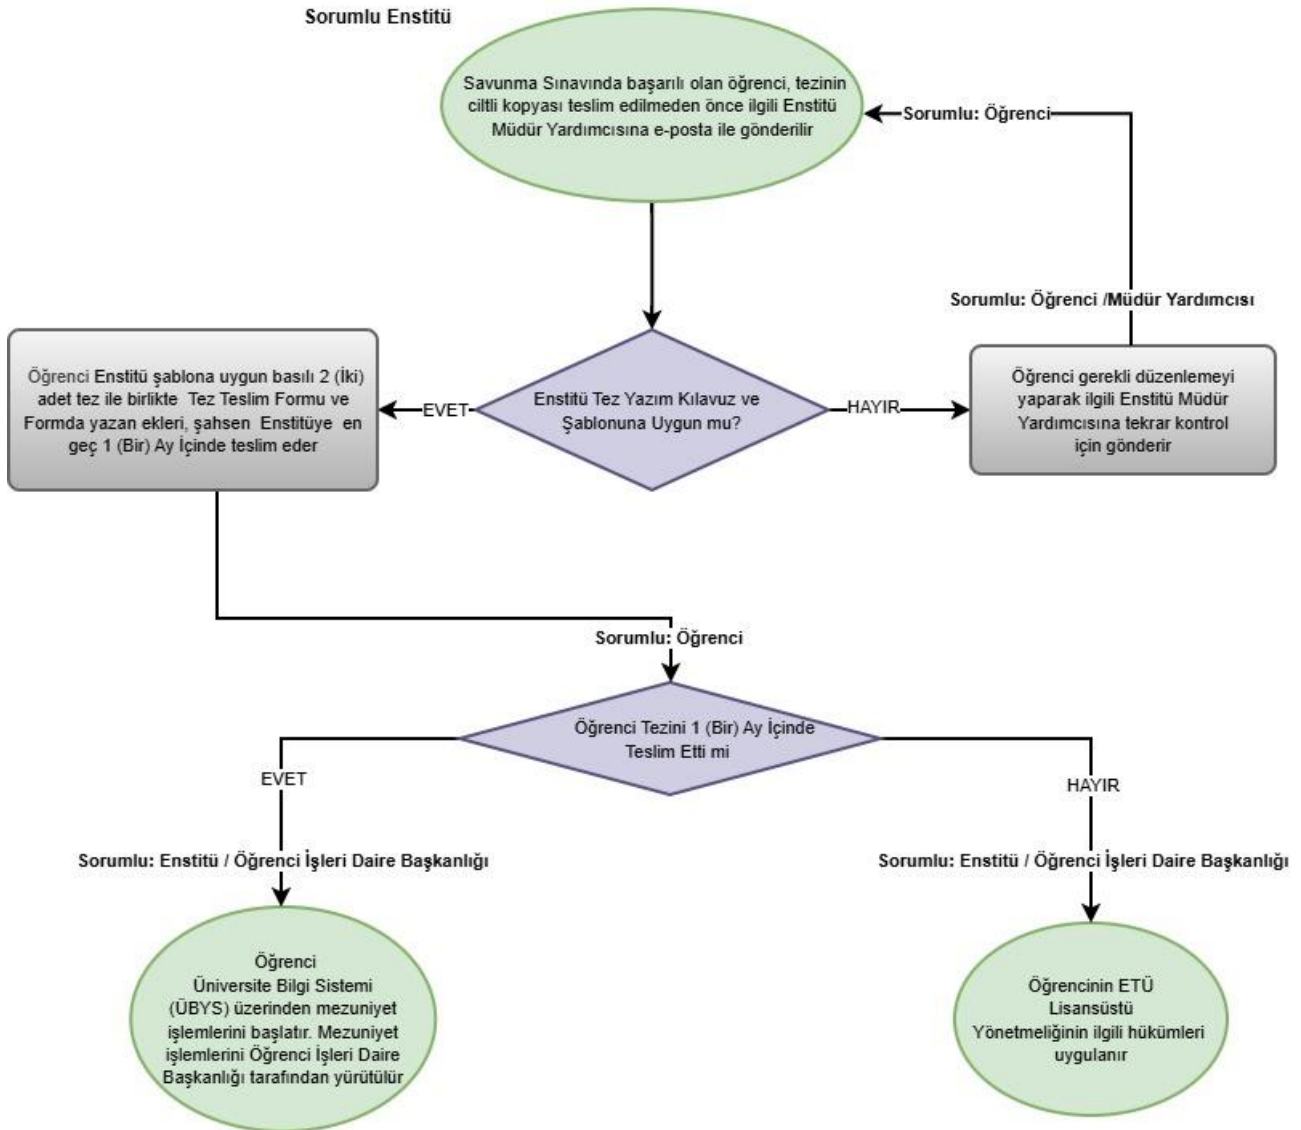 Sorumlu Enstitü
Savunma Sınavında başarılı olan öğrenci, tezinin
ciltli kopyası teslim edilmeden önce ilgili Enstitü
Müdür Yardımcısına e-posta ile gönderilir
Sorumlu: Öğrenci
Sorumlu: Öğrenci /Müdür Yardımcısı
Öğrenci Enstitü şablona uygun basılı 2 (İki)
adet tez ile birlikte Tez Teslim Formu ve
Formda yazan ekleri, şahsen Enstitüye en
geç 1 (Bir) Ay İçinde teslim eder
EVET
Enstitü Tez Yazım Kılavuz ve
Şablonuna Uygun mu?
HAYIR
Öğrenci gerekli düzenlemeyi
yaparak ilgili Enstitü Müdür
Yardımcısına tekrar kontrol
için gönderir
Sorumlu: Öğrenci
Öğrenci Tezini 1 (Bir) Ay İçinde
Teslim Etti mi
EVET
HAYIR
Sorumlu: Enstitü / Öğrenci İşleri Daire Başkanlığı
Sorumlu: Enstitü / Öğrenci İşleri Daire Başkanlığı
Öğrenci
Üniversite Bilgi Sistemi
(ÜBYS) üzerinden mezuniyet
işlemlerini başlatır. Mezuniyet
işlemlerini Öğrenci İşleri Daire
Başkanlığı tarafından yürütülür
Öğrencinin ETÜ
Lisansüstü
Yönetmeliğinin ilgili hükümleri
uygulanır